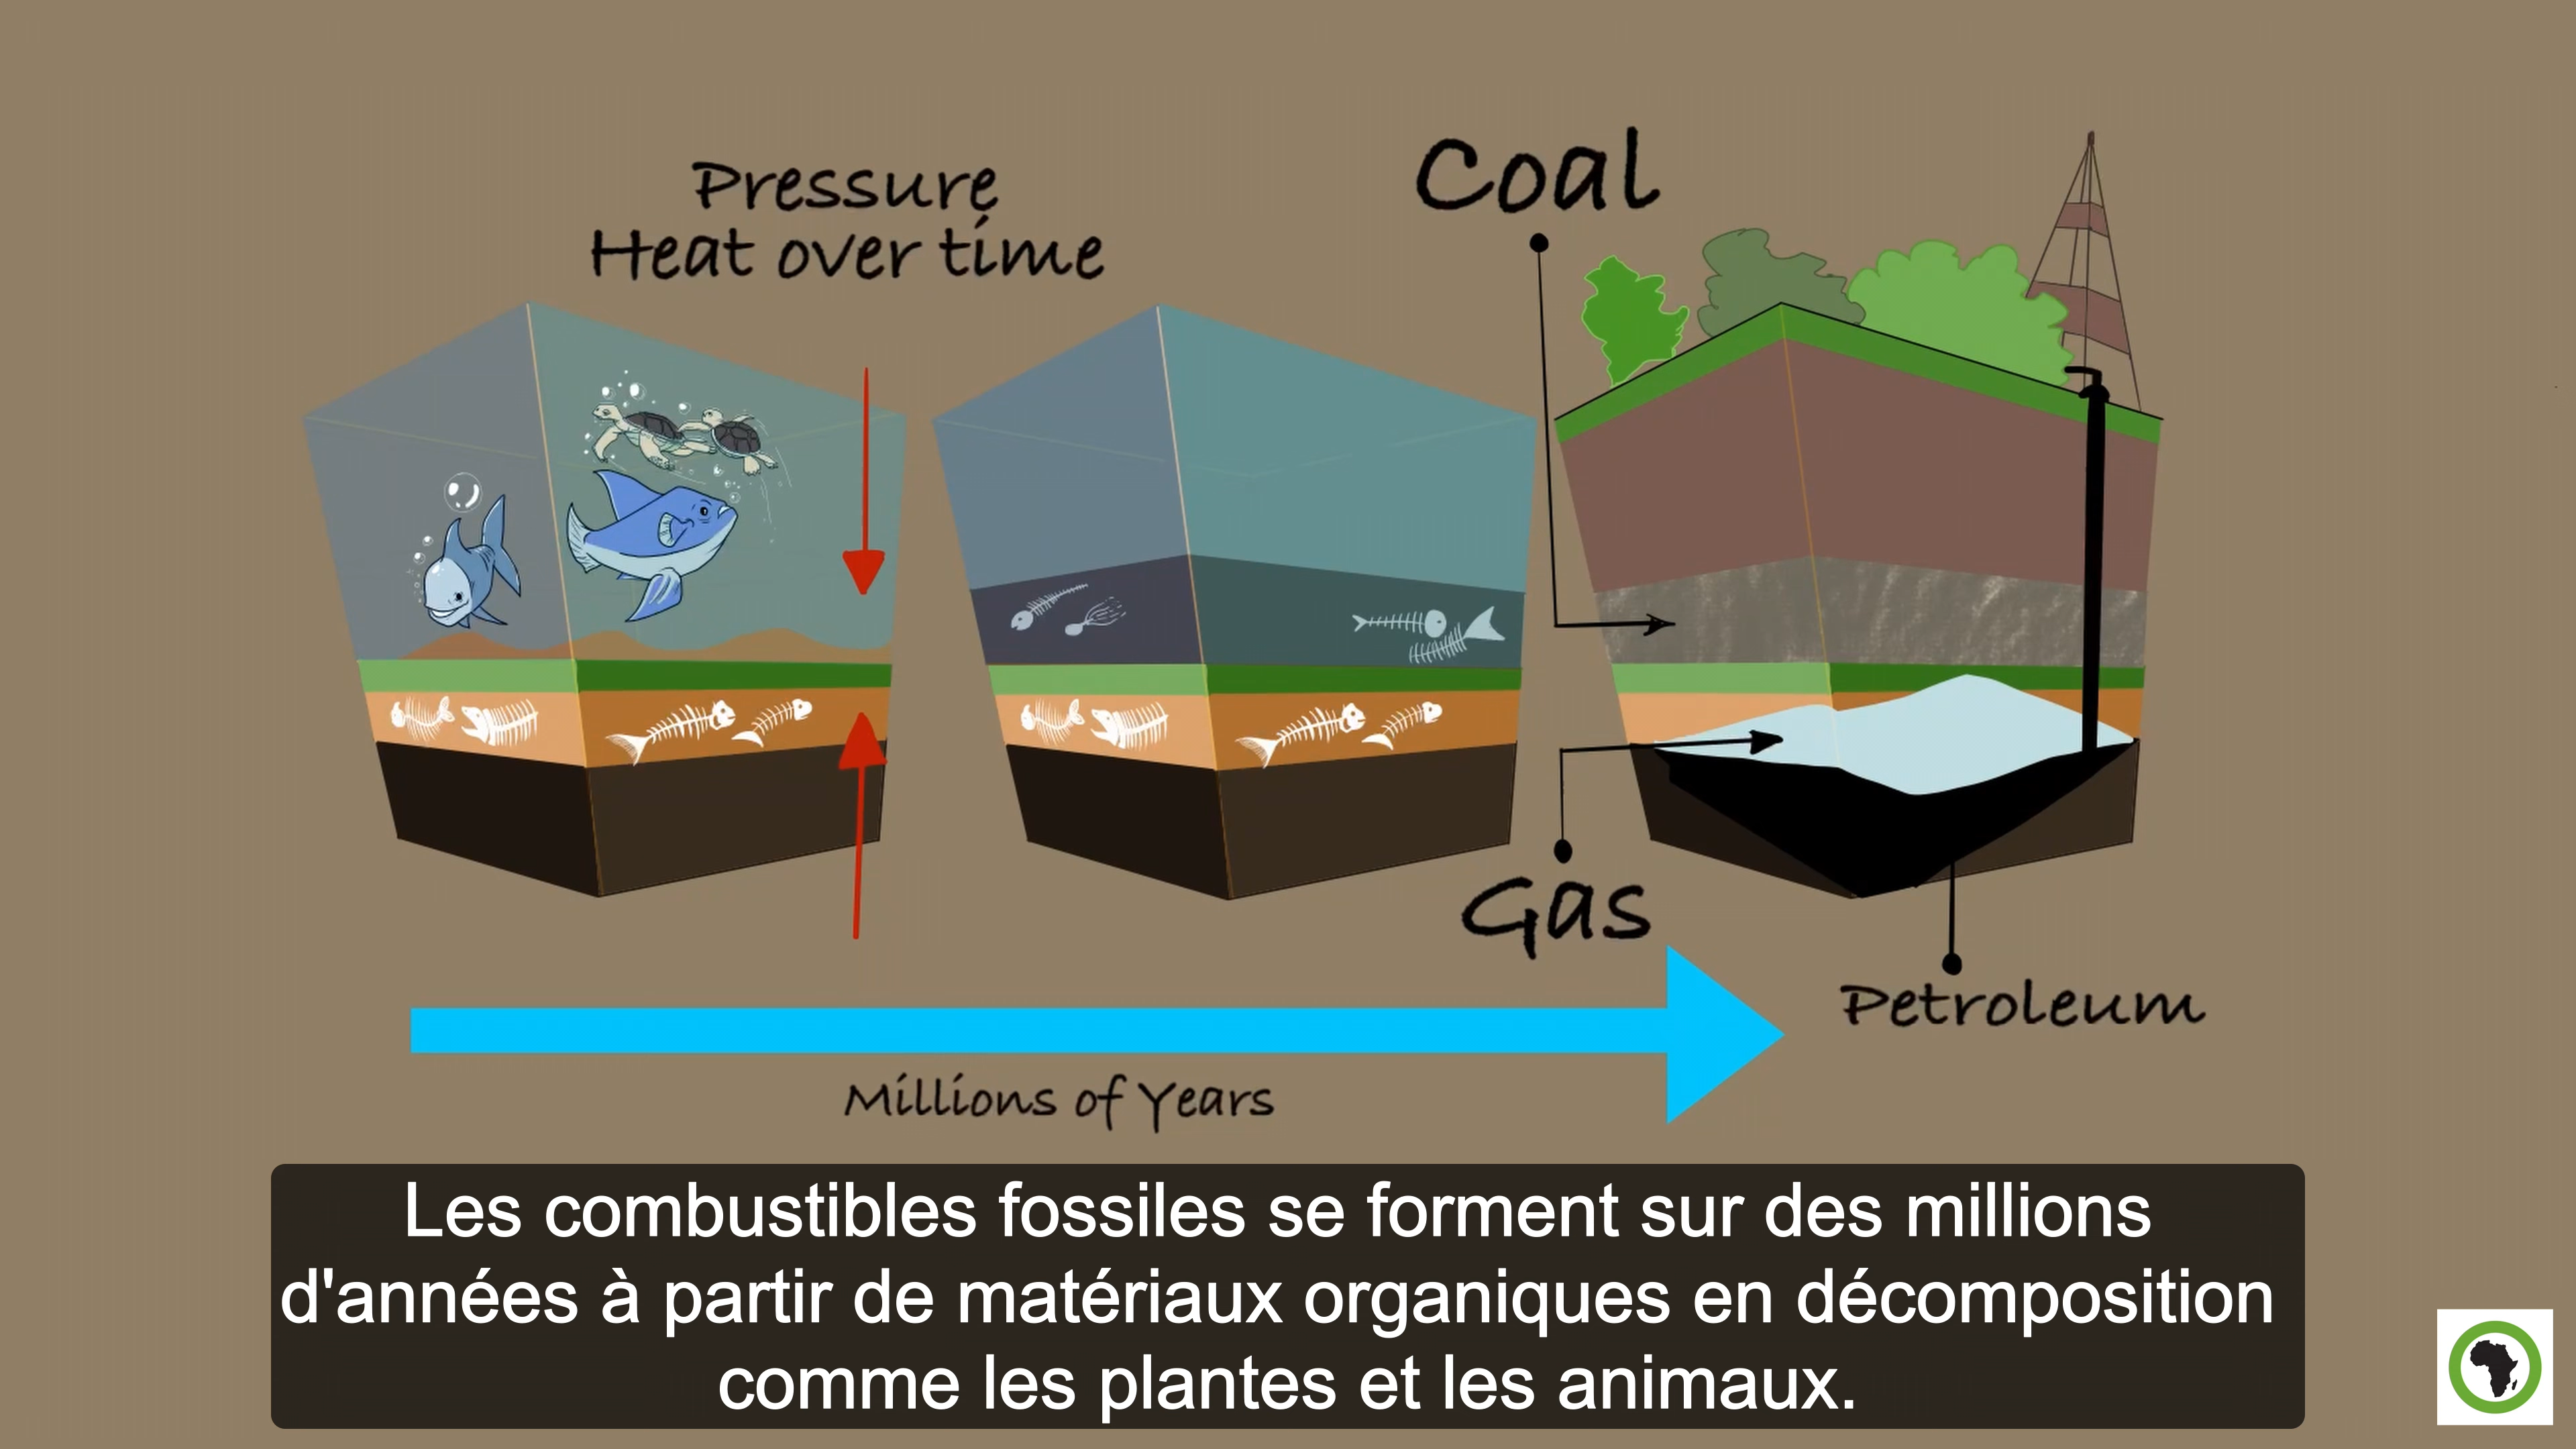 Pressure
Heat over time
Coal
Gas
Petroleum
Millions of Years
Les combustibles fossiles se forment sur des millions
d'années à partir de matériaux organiques en décomposition
comme les plantes et les animaux.